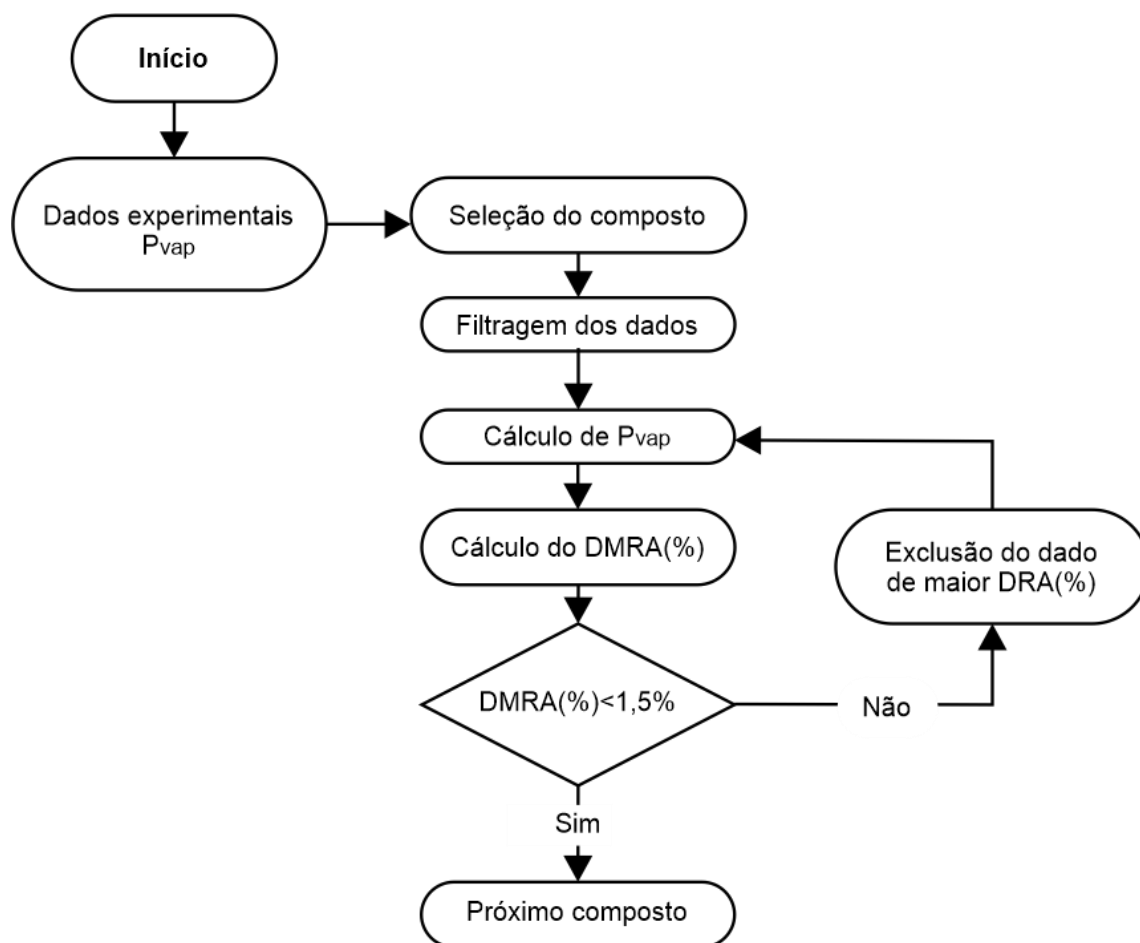 Início
Dados experimentais
Pvap
Seleção do composto
Filtragem dos dados
Cálculo de Pvap
Cálculo do DMRA(%)
Exclusão do dado
de maior DRA(%)
DMRA(%)<1,5%
Não
Sim
Próximo composto